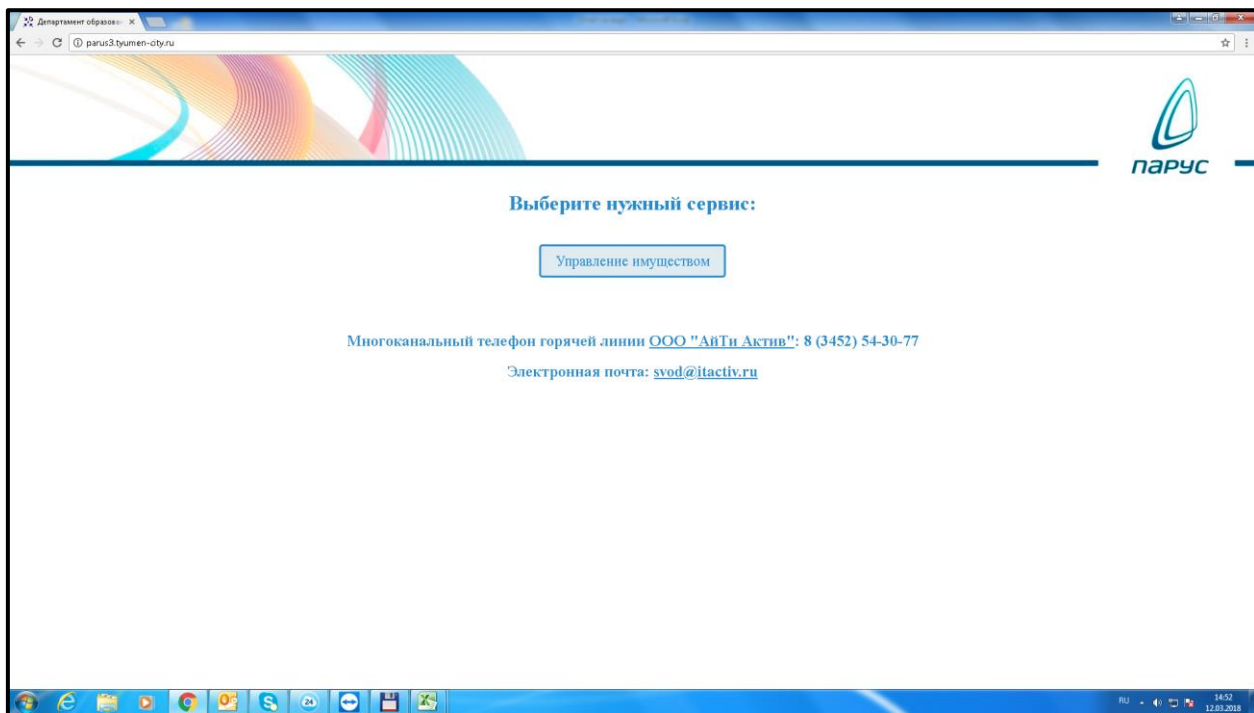 Департамент образова
parus3.tyumen-city.ru
ПАРУС
Выберите нужный сервис:
Управление имуществом
Многоканальный телефон горячей линии ООО "АйТи Актив": 8 (3452) 54-30-77
Электронная почта: svod@itactiv.ru
24
RU
14:52
12.03.2018